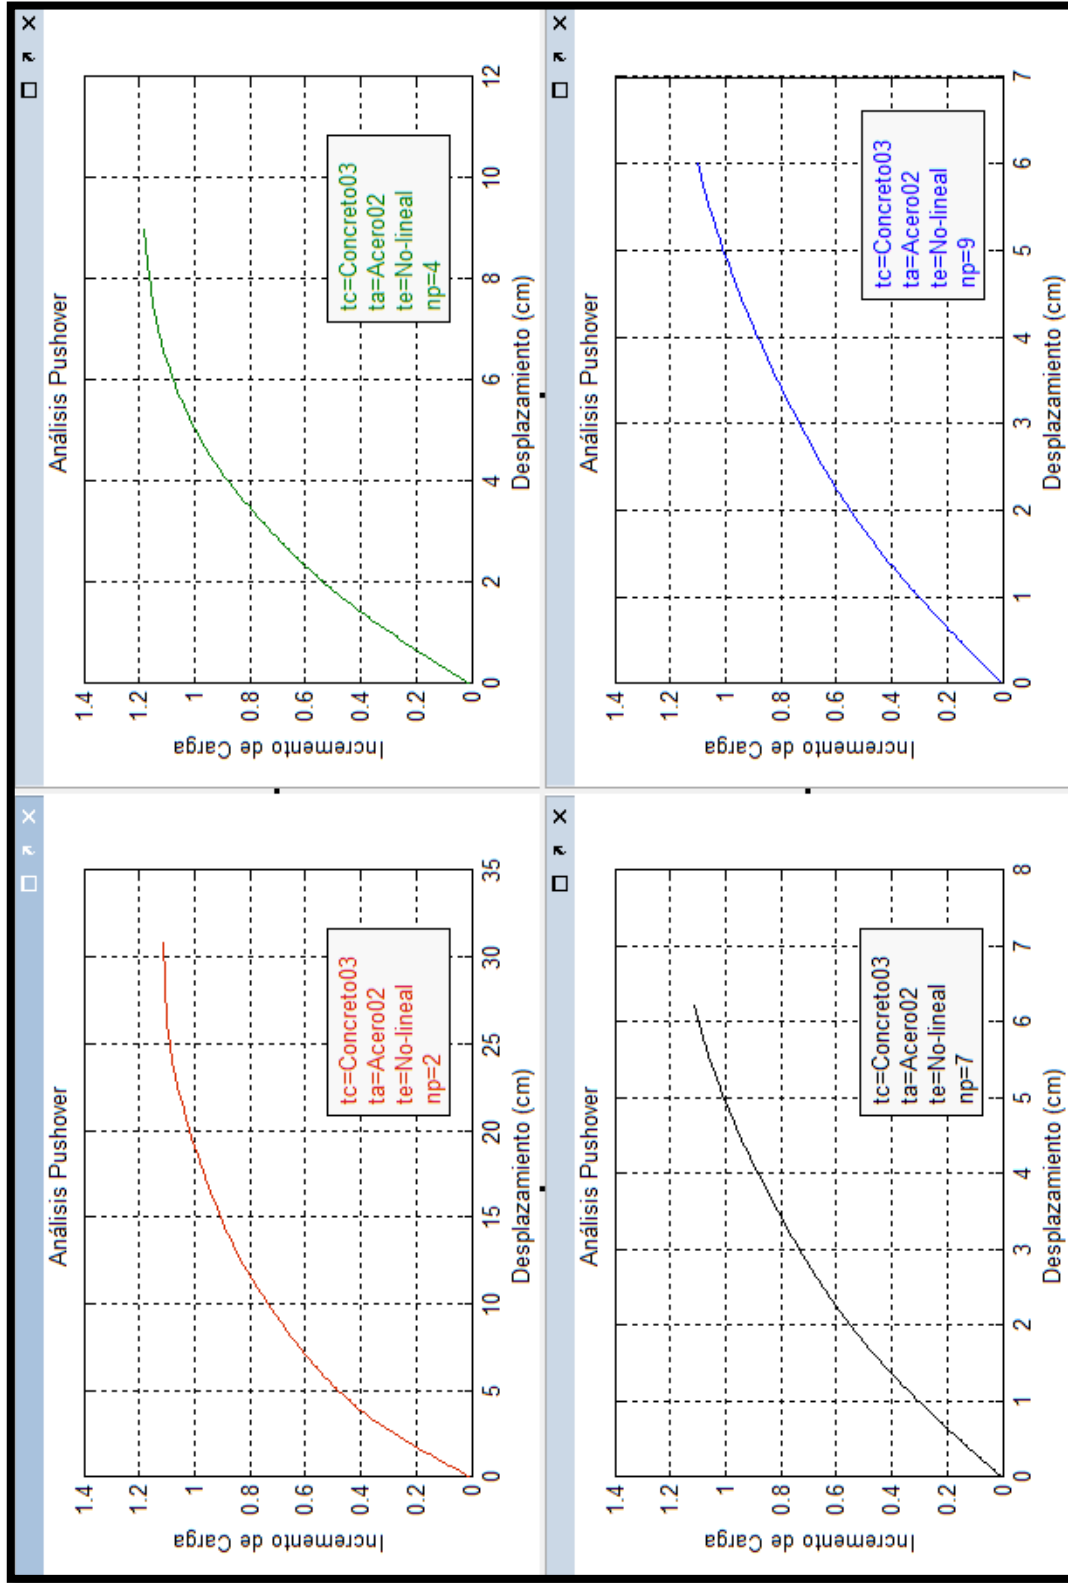 Análisis Pushover
Incremento de Carga
1.4
1.2
1
0.8
0.6
0.4
0.2
0
0 5 10 15 20 25 30 35
Desplazamiento (cm)
tc=Concreto03
ta=Acero02
te=No-lineal
np=2
Análisis Pushover
Incremento de Carga
1.4
1.2
1
0.8
0.6
0.4
0.2
0
0 2 4 6 8 10 12
Desplazamiento (cm)
tc=Concreto03
ta=Acero02
te=No-lineal
np=4
Análisis Pushover
Incremento de Carga
1.4
1.2
1
0.8
0.6
0.4
0.2
0
0 1 2 3 4 5 6 7 8
Desplazamiento (cm)
tc=Concreto03
ta=Acero02
te=No-lineal
np=7
Análisis Pushover
Incremento de Carga
1.4
1.2
1
0.8
0.6
0.4
0.2
0
0 1 2 3 4 5 6 7
Desplazamiento (cm)
tc=Concreto03
ta=Acero02
te=No-lineal
np=9